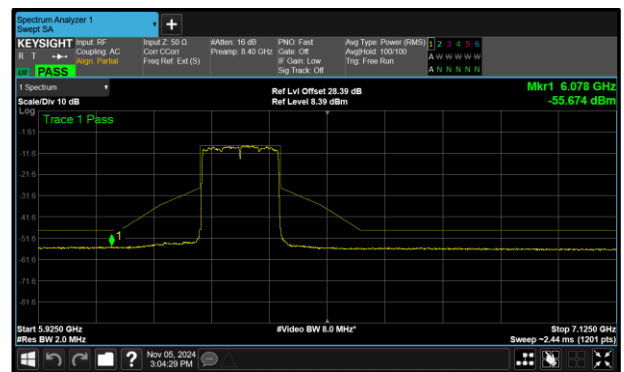 Spectrum Analyzer 1
Swept SA
+
KEYSIGHT
R T
LXI PASS
Input: RF
Coupling: AC
Align: Partial
Input Z: 50 Ω
Corr CCorr
Freq Ref: Ext (S)
#Atten: 16 dB
Preamp: 8.40 GHz
PNO: Fast
Gate: Off
IF Gain: Low
Sig Track: Off
Avg Type: Power (RMS)
Avg|Hold: 100/100
Trig: Free Run
1 2 3 4 5 6
A W W W W W
A N N N N N
1 Spectrum
Scale/Div 10 dB
Log
Ref Lvl Offset 28.39 dB
Ref Level 8.39 dBm
Mkr1 6.078 GHz
-55.674 dBm
Trace 1 Pass
-1.61
-11.6
-21.6
-31.6
-41.6
-51.6
-61.6
-71.6
-81.6
1
Start 5.9250 GHz
#Res BW 2.0 MHz
#Video BW 8.0 MHz*
Stop 7.1250 GHz
Sweep ~2.44 ms (1201 pts)
?
Nov 05, 2024
3:04:29 PM